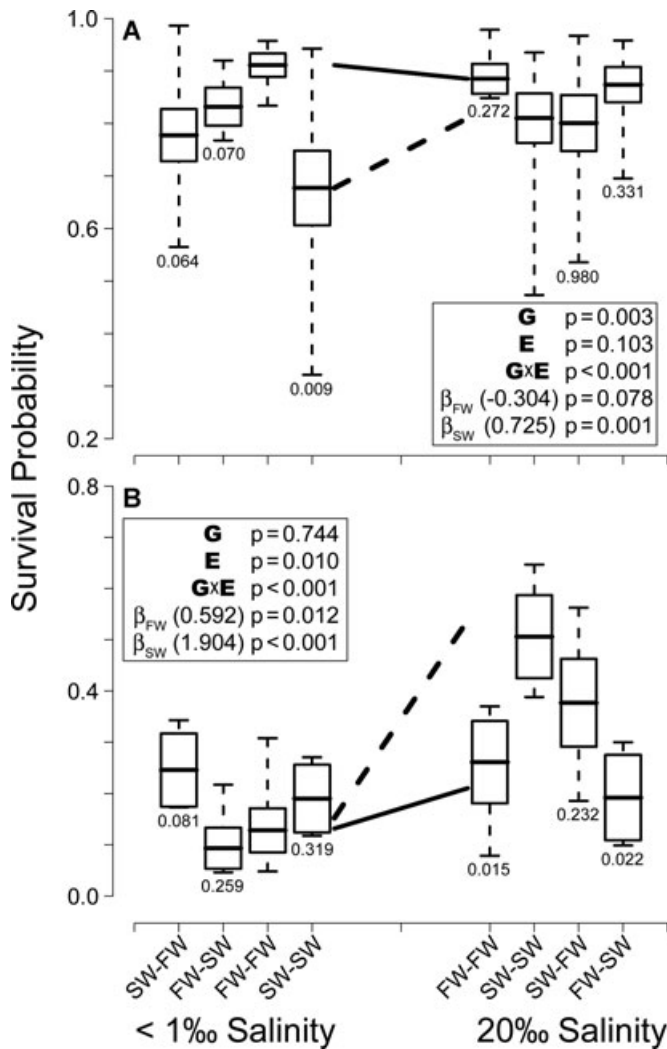 A
1.0
0.6
0.2
0.064
0.070
0.009
0.272
0.980
0.331
G p=0.003
E p=0.103
GxE p<0.001
βFW (-0.304) p=0.078
βSW (0.725) p=0.001
Survival Probability
B
0.8
0.4
0.0
G p=0.744
E p=0.010
GxE p<0.001
βFW (0.592) p=0.012
βSW (1.904) p<0.001
0.081
0.259
0.319
0.015
0.232
0.022
SW-FW FW-SW FW-FW SW-SW FW-FW SW-SW SW-FW FW-SW
< 1‰ Salinity 20‰ Salinity